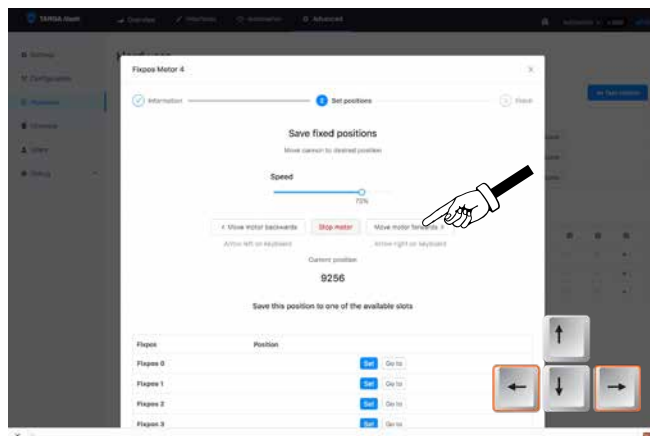 TARGA Slash Overview Interfaces Automation Advanced
Settings
Configuration
Hardware
Users
Debug
Fixpos Motor 4
Information Set positions Finish
Save fixed positions
Move cannon to desired position
Speed
75%
< Move motor backwards Stop motor Move motor forwards >
Arrow left on keyboard Arrow right on keyboard
Current position
9256
Save this position to one of the available slots
Fixpos Position
Fixpos 0 Set Go to
Fixpos 1 Set Go to
Fixpos 2 Set Go to
Fixpos 3 Set Go to